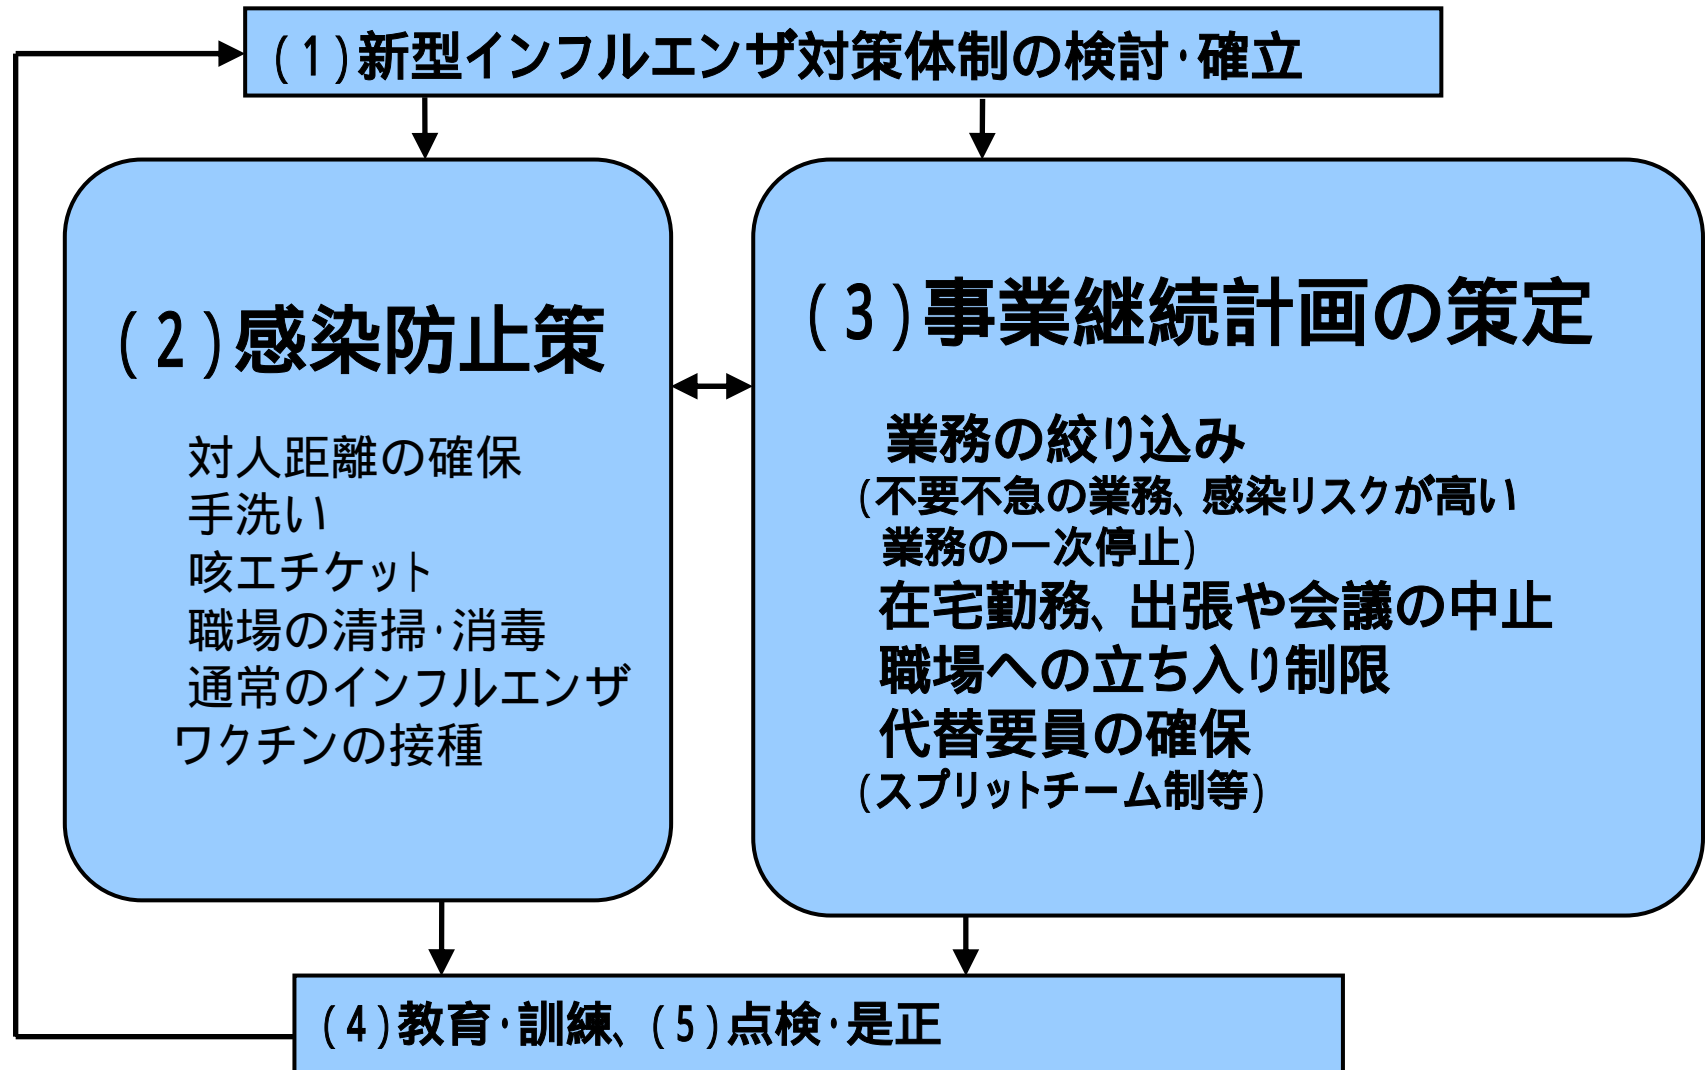 (1)新型インフルエンザ対策体制の検討･確立
(2)感染防止策
対人距離の確保
手洗い
咳エチケット
職場の清掃･消毒
通常のインフルエンザ
ワクチンの接種
(3)事業継続計画の策定
業務の絞り込み
(不要不急の業務、感染リスクが高い
業務の一次停止)
在宅勤務、出張や会議の中止
職場への立ち入り制限
代替要員の確保
(スプリットチーム制等)
(4)教育･訓練、(5)点検･是正